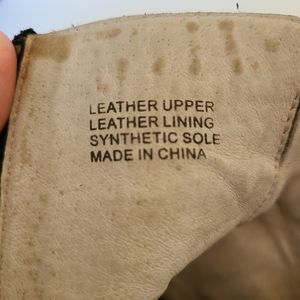 LEATHER UPPER
LEATHER LINING
SYNTHETIC SOLE
MADE IN CHINA